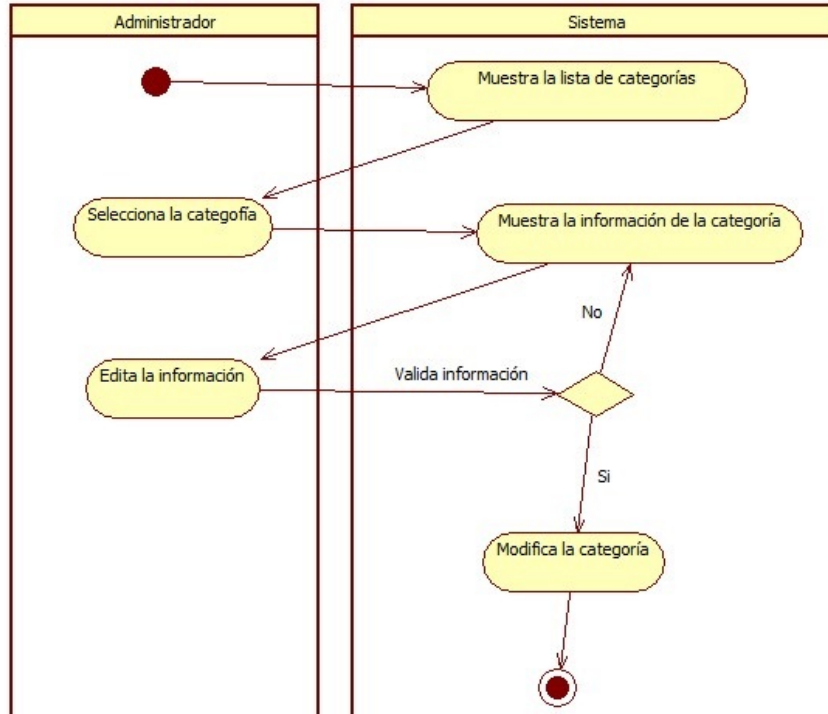 Administrador
Sistema
Muestra la lista de categorías
Selecciona la categofía
Muestra la información de la categoría
No
Edita la información
Valida información
Si
Modifica la categoría